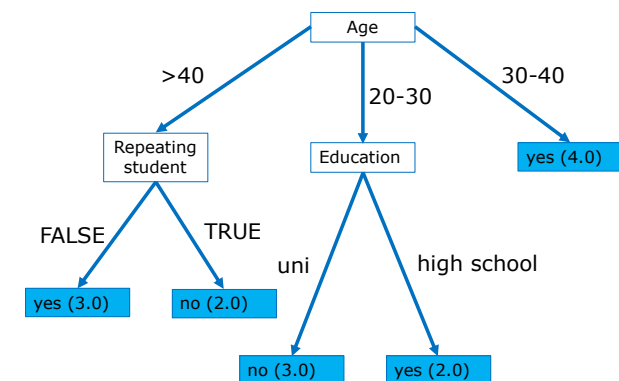 Age
>40
20-30
30-40
Repeating
student
Education
yes (4.0)
FALSE
TRUE
uni
high school
yes (3.0)
no (2.0)
no (3.0)
yes (2.0)